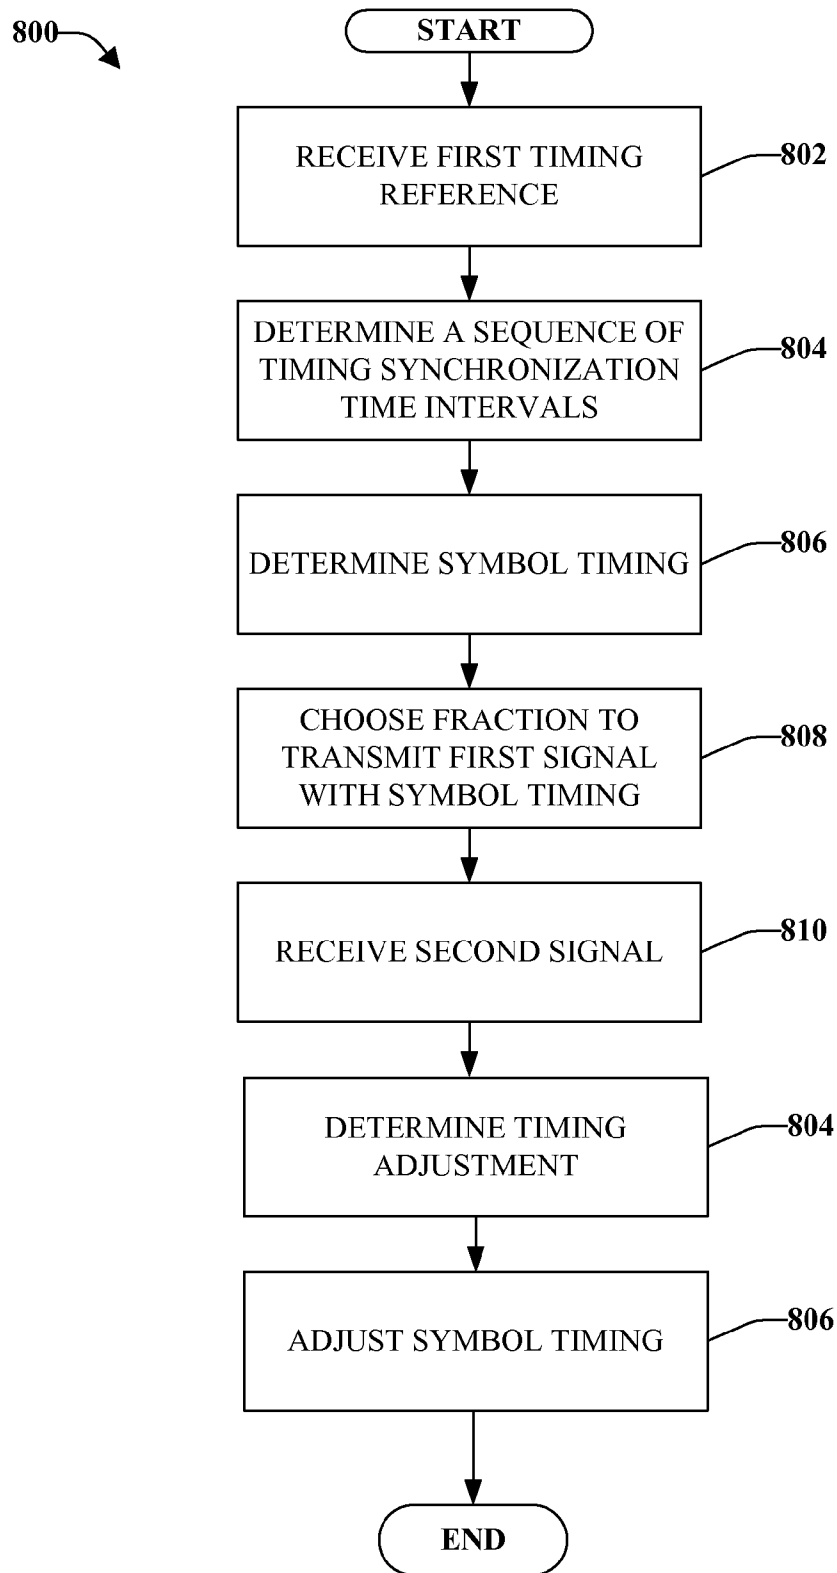 800
START
RECEIVE FIRST TIMING
REFERENCE
802
DETERMINE A SEQUENCE OF
TIMING SYNCHRONIZATION
TIME INTERVALS
804
DETERMINE SYMBOL TIMING
806
CHOOSE FRACTION TO
TRANSMIT FIRST SIGNAL
WITH SYMBOL TIMING
808
RECEIVE SECOND SIGNAL
810
DETERMINE TIMING
ADJUSTMENT
804
ADJUST SYMBOL TIMING
806
END